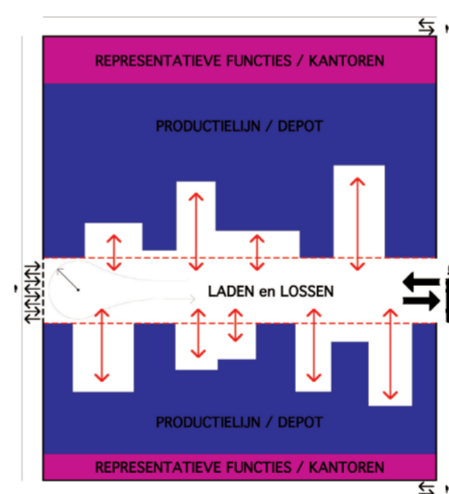 REPRESENTATIEVE FUNCTIES / KANTOREN
PRODUCTIELIJN / DEPOT
LADEN en LOSSEN
PRODUCTIELIJN / DEPOT
REPRESENTATIEVE FUNCTIES / KANTOREN